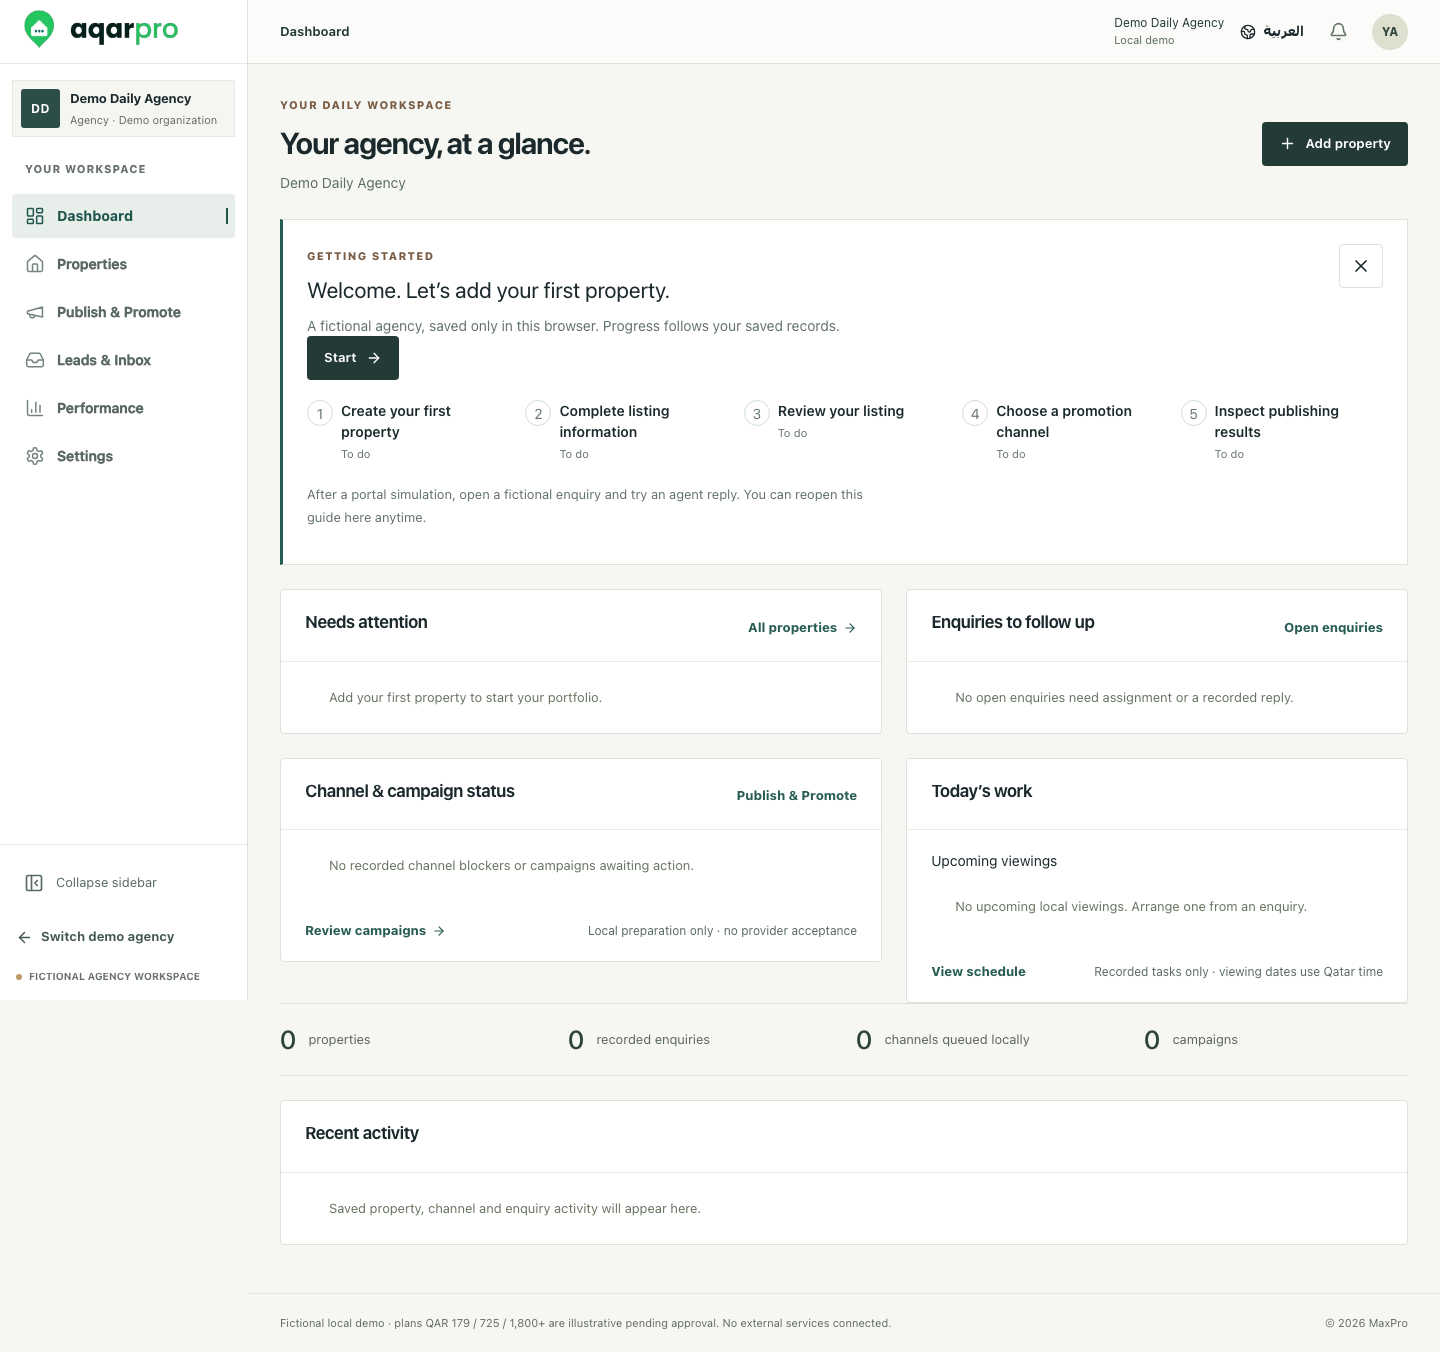 aqarpro
Dashboard
Demo Daily Agency
Local demo
العربية
YA
DD
Demo Daily Agency
Agency · Demo organization
YOUR WORKSPACE
Dashboard
Properties
Publish & Promote
Leads & Inbox
Performance
Settings
Collapse sidebar
Switch demo agency
FICTIONAL AGENCY WORKSPACE
YOUR DAILY WORKSPACE
Your agency, at a glance.
Demo Daily Agency
Add property
GETTING STARTED
Welcome. Let’s add your first property.
A fictional agency, saved only in this browser. Progress follows your saved records.
Start
1 Create your first
property
To do
2 Complete listing
information
To do
3 Review your listing
To do
4 Choose a promotion
channel
To do
5 Inspect publishing
results
To do
After a portal simulation, open a fictional enquiry and try an agent reply. You can reopen this
guide here anytime.
Needs attention
All properties
Add your first property to start your portfolio.
Enquiries to follow up
Open enquiries
No open enquiries need assignment or a recorded reply.
Channel & campaign status
Publish & Promote
No recorded channel blockers or campaigns awaiting action.
Review campaigns
Local preparation only · no provider acceptance
Today’s work
Upcoming viewings
No upcoming local viewings. Arrange one from an enquiry.
View schedule
Recorded tasks only · viewing dates use Qatar time
0 properties
0 recorded enquiries
0 channels queued locally
0 campaigns
Recent activity
Saved property, channel and enquiry activity will appear here.
Fictional local demo · plans QAR 179 / 725 / 1,800+ are illustrative pending approval. No external services connected.
© 2026 MaxPro